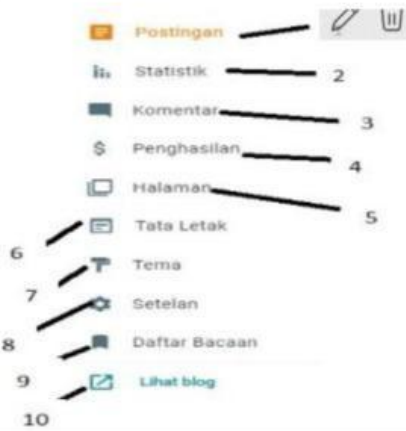 Postingan
Statistik
2
Komentar
3
Penghasilan
4
Halaman
5
Tata Letak
6
Tema
7
Setelan
8
Daftar Bacaan
9
Lihat blog
10